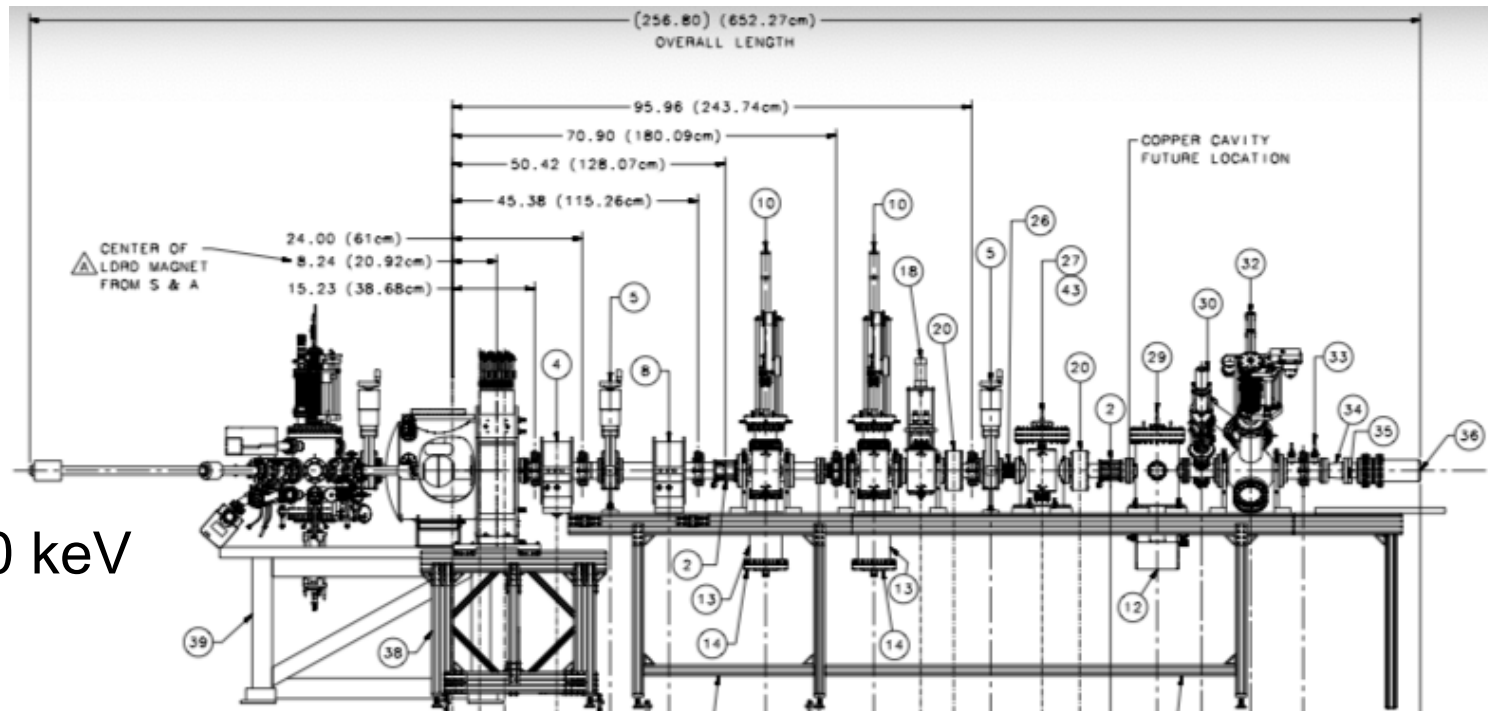 (256.80) (652.27cm)
OVERALL LENGTH
95.96 (243.74cm)
70.90 (180.09cm)
COPPER CAVITY
FUTURE LOCATION
50.42 (128.07cm)
45.38 (115.26cm)
10
10
26
24.00 (61cm)
CENTER OF
LDRD MAGNET
FROM S & A
A
8.24 (20.92cm)
15.23 (38.68cm)
5
27
43
32
18
5
30
20
4
8
29
20
2
33
34
35
36
0 keV
2
13
13
12
39
38
14
14